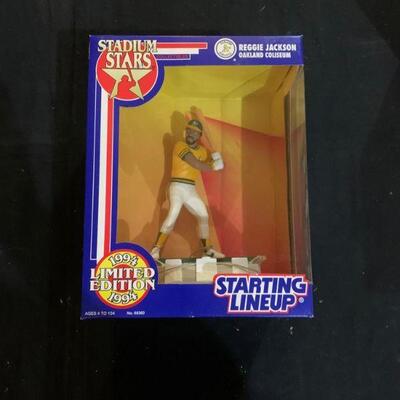 STADIUM
STARS
REGGIE JACKSON
OAKLAND COLISEUM
1994
LIMITED
EDITION
1994
STARTING
LINEUP®
AGES 4 TO 104